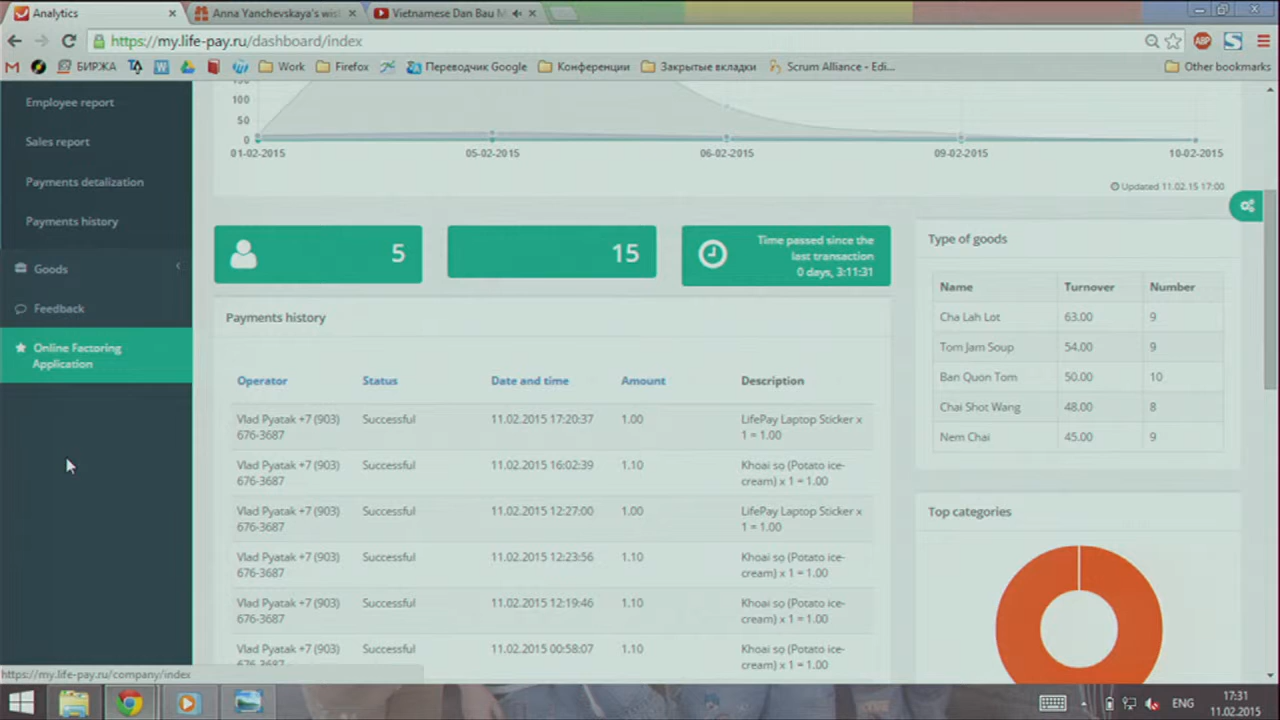 Analytics
Anna Yanchevskaya's wis
Vietnamese Dan Bau M
https://my.life-pay.ru/dashboard/index
ABP
БИРЖА
Work
Firefox
Переводчик Google
Конференции
Закрытые вкладки
Scrum Alliance - Edi...
Other bookmarks
Employee report
Sales report
Payments detalization
Payments history
Goods
Feedback
Online Factoring
Application
150
100
50
0
01-02-2015
05-02-2015
06-02-2015
09-02-2015
10-02-2015
Updated 11.02.15 17:00
5
15
Time passed since the
last transaction
0 days, 3:11:31
Payments history
Operator Status Date and time Amount Description
Vlad Pyatak +7 (903) Successful 11.02.2015 17:20:37 1.00 LifePay Laptop Sticker x
676-3687 1 = 1.00
Vlad Pyatak +7 (903) Successful 11.02.2015 16:02:39 1.10 Khoai sọ (Potato ice-
676-3687 cream) x 1 = 1.00
Vlad Pyatak +7 (903) Successful 11.02.2015 12:27:00 1.00 LifePay Laptop Sticker x
676-3687 1 = 1.00
Vlad Pyatak +7 (903) Successful 11.02.2015 12:23:56 1.10 Khoai sọ (Potato ice-
676-3687 cream) x 1 = 1.00
Vlad Pyatak +7 (903) Successful 11.02.2015 12:19:46 1.10 Khoai sọ (Potato ice-
676-3687 cream) x 1 = 1.00
Vlad Pyatak +7 (903) Successful 11.02.2015 00:58:07 1.10 Khoai sọ (Potato ice-
676-3687 cream) x 1 = 1.00
Type of goods
Name Turnover Number
Cha Lah Lot 63.00 9
Tom Jam Soup 54.00 9
Ban Quon Tom 50.00 10
Chai Shot Wang 48.00 8
Nem Chai 45.00 9
Top categories
https://my.life-pay.ru/company/index
ENG
17:31
11.02.2015